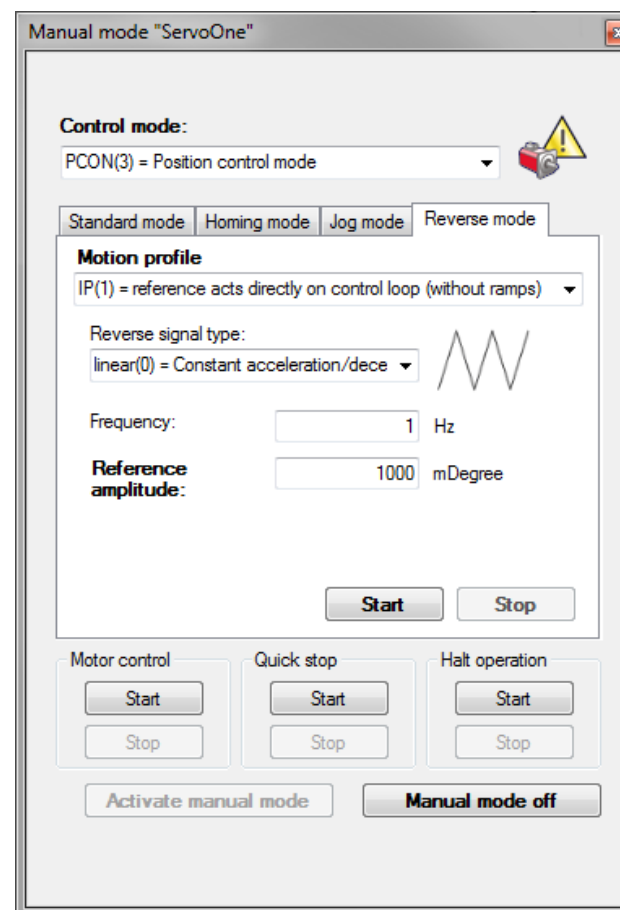 Manual mode "ServoOne"
Control mode:
PCON(3) = Position control mode
Standard mode
Homing mode
Jog mode
Reverse mode
Motion profile
IP(1) = reference acts directly on control loop (without ramps)
Reverse signal type:
linear(0) = Constant acceleration/dece
Frequency:
1 Hz
Reference
amplitude:
1000 mDegree
Start
Stop
Motor control
Quick stop
Halt operation
Start
Start
Start
Stop
Stop
Stop
Activate manual mode
Manual mode off